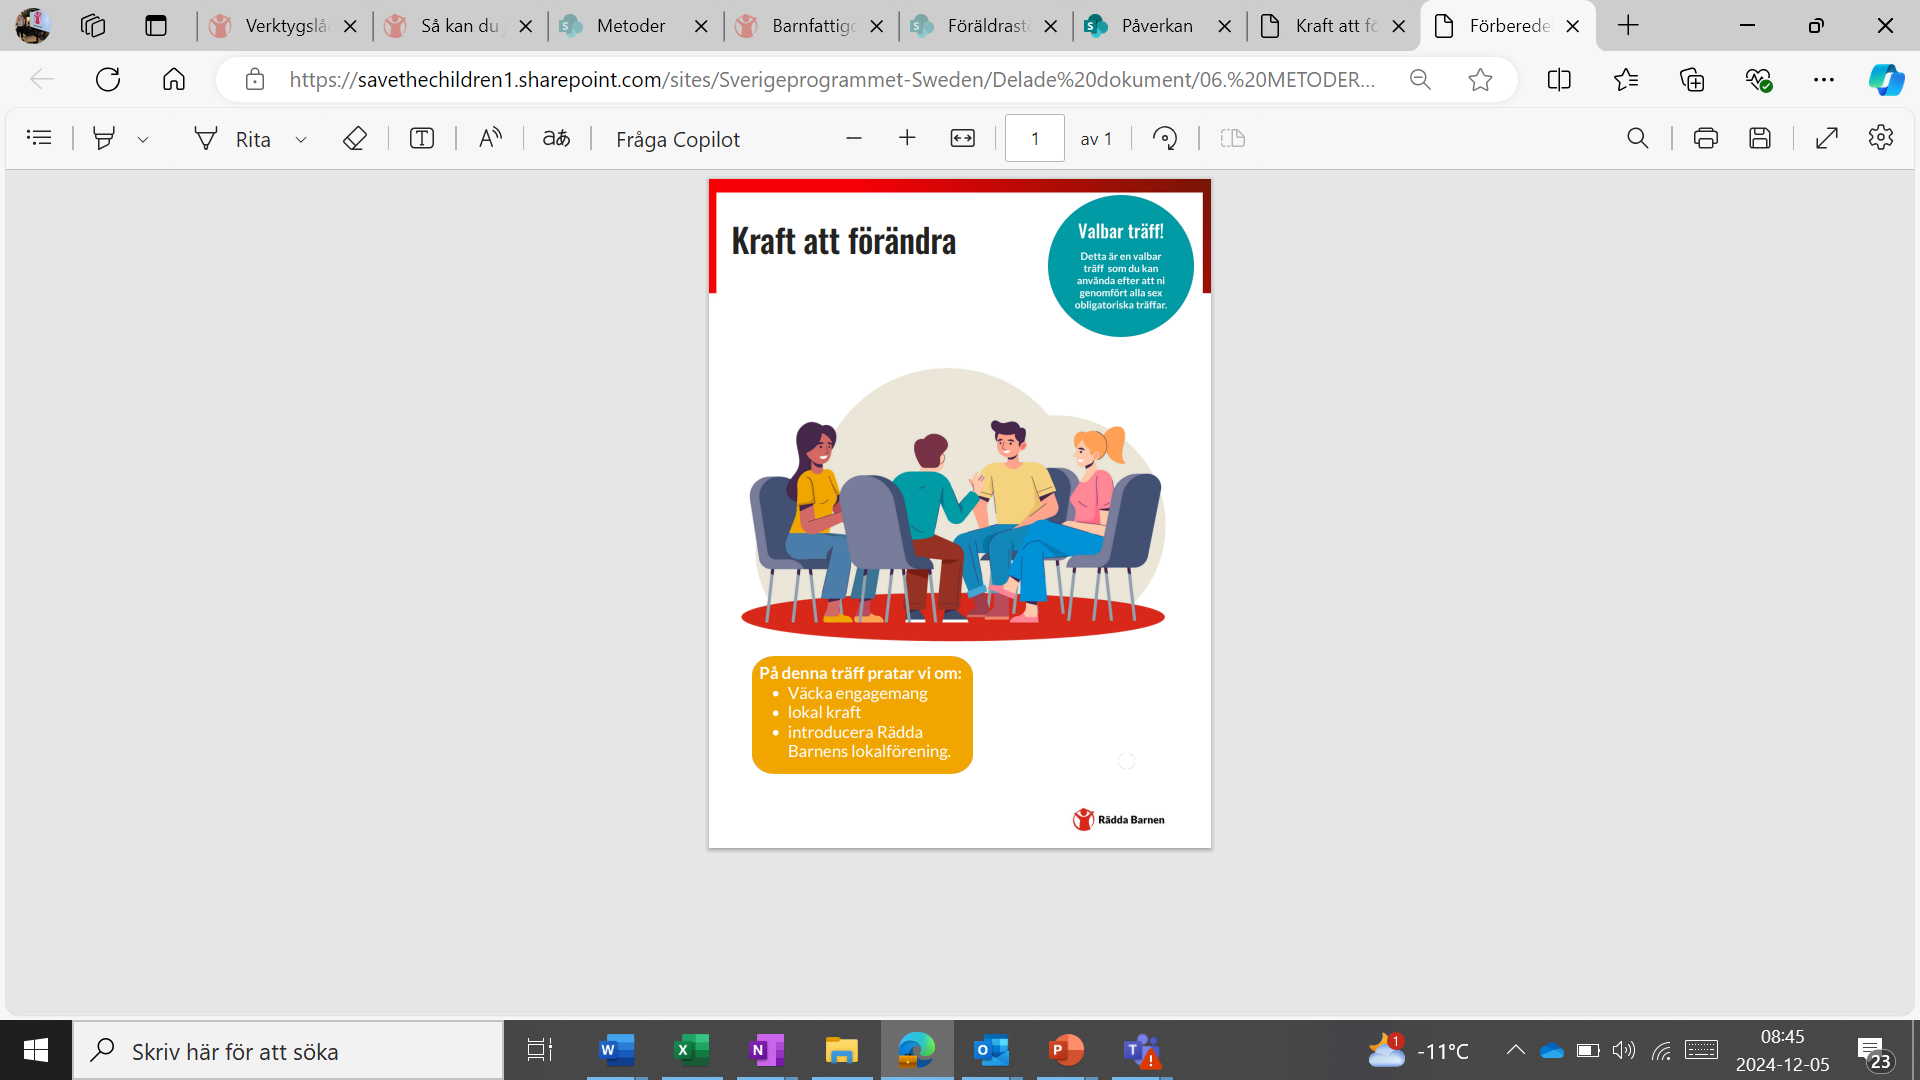 Verktygslå
Så kan du
Metoder
Barnfattigd
Föräldrastö
Påverkan
Kraft att fö
Förberede
https://savethechildren1.sharepoint.com/sites/Sverigeprogrammet-Sweden/Delade%20dokument/06.%20METODER...
Rita
Fråga Copilot
1
av 1
Kraft att förändra
Valbar träff!
Detta är en valbar
träff som du kan
använda efter att ni
genomfört alla sex
obligatoriska träffar.
På denna träff pratar vi om:
• Väcka engagemang
• lokal kraft
• introducera Rädda
Barnens lokalförening.
Rädda Barnen
Skriv här för att söka
1
-11°C
08:45
2024-12-05
23